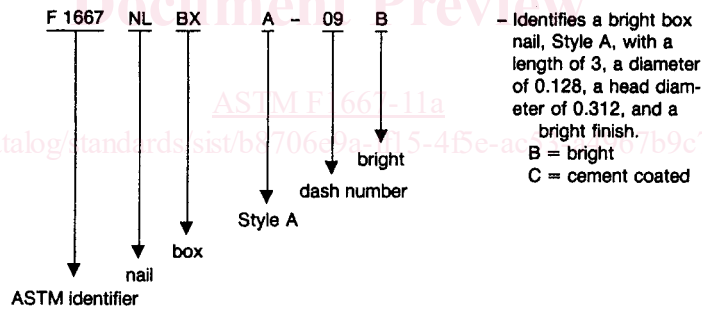 Document Preview
F 1667 NL BX A – 09 B
– Identifies a bright box
nail, Style A, with a
length of 3, a diameter
of 0.128, a head diam-
eter of 0.312, and a
bright finish.
B = bright
C = cement coated
ASTM F1667-11a
bright
dash number
Style A
box
nail
ASTM identifier